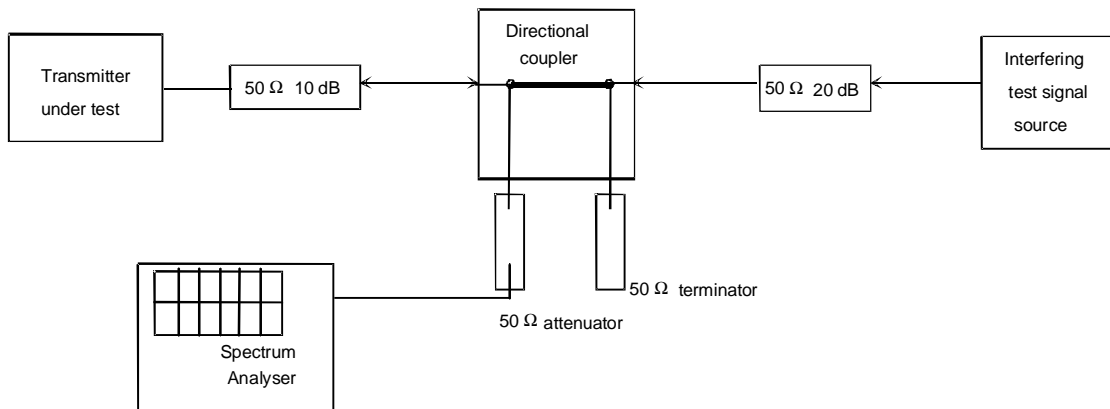 Transmitter
under test
50 Ω 10 dB
Directional
coupler
50 Ω 20 dB
Interfering
test signal
source
50 Ω terminator
50 Ω attenuator
Spectrum
Analyser